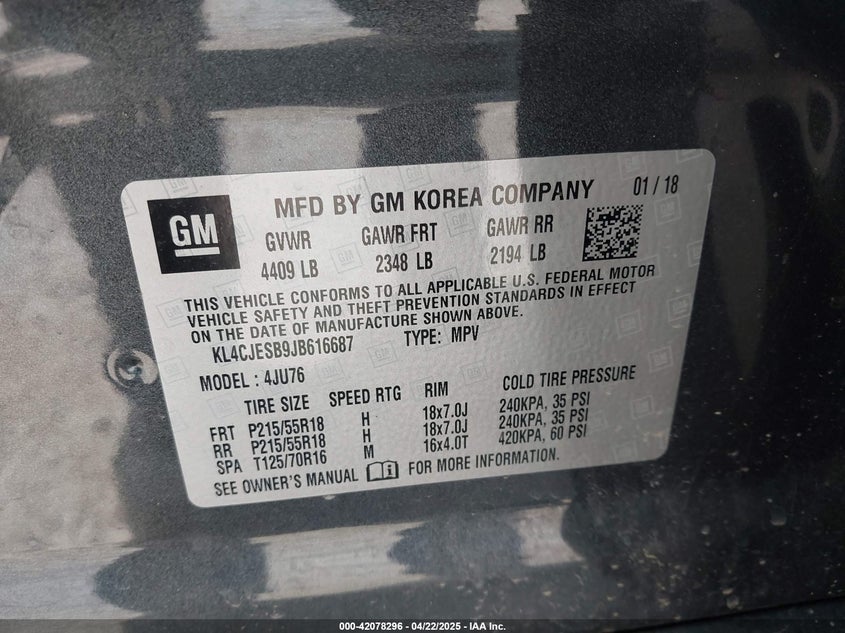 GM
MFD BY GM KOREA COMPANY 01 / 18
GVWR GAWR FRT GAWR RR
4409 LB 2348 LB 2194 LB
THIS VEHICLE CONFORMS TO ALL APPLICABLE U.S. FEDERAL MOTOR
VEHICLE SAFETY AND THEFT PREVENTION STANDARDS IN EFFECT
ON THE DATE OF MANUFACTURE SHOWN ABOVE.
KL4CJESB9JB616687 TYPE: MPV
MODEL : 4JU76
TIRE SIZE SPEED RTG RIM COLD TIRE PRESSURE
FRT P215/55R18 H 18x7.0J 240KPA, 35 PSI
RR P215/55R18 H 18x7.0J 240KPA, 35 PSI
SPA T125/70R16 M 16x4.0T 420KPA, 60 PSI
SEE OWNER'S MANUAL FOR MORE INFORMATION.
000-42078296 - 04/22/2025 - IAA Inc.